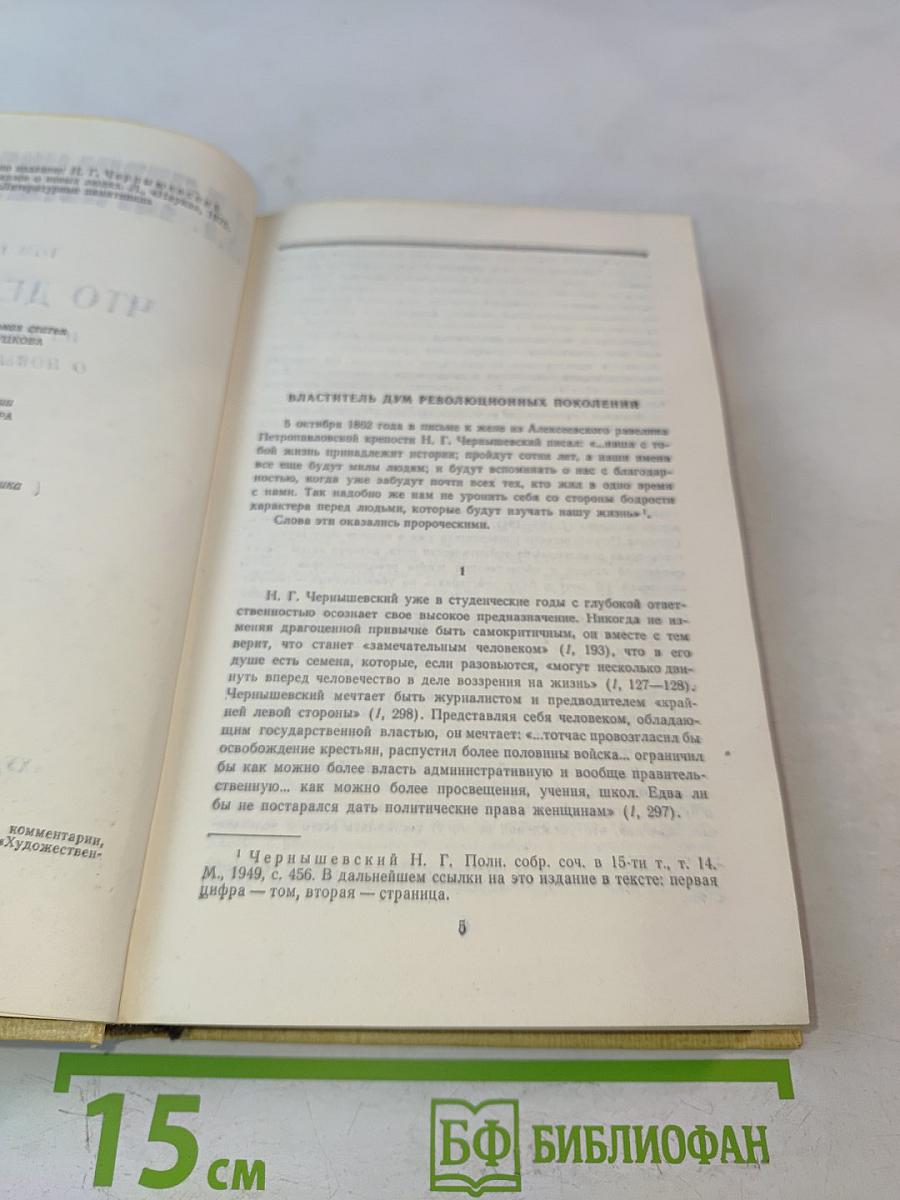 по изданию: Н. Г. Чернышевский.
о новых людях. Л., «Наука», 1975.
Литературные памятники
статья
комментарии,
«Художествен-
ВЛАСТИТЕЛЬ ДУМ РЕВОЛЮЦИОННЫХ ПОКОЛЕНИЙ
5 октября 1862 года в письме к жене из Алексеевского равелина
Петропавловской крепости Н. Г. Чернышевский писал: «...наша с то-
бой жизнь принадлежит истории; пройдут сотни лет, а наши имена
все еще будут милы людям; и будут вспоминать о нас с благодар-
ностью, когда уже забудут почти всех тех, кто жил в одно время
с нами. Так надобно же нам не уронить себя со стороны бодрости
характера перед людьми, которые будут изучать нашу жизнь»¹.
Слова эти оказались пророческими.
1
Н. Г. Чернышевский уже в студенческие годы с глубокой ответ-
ственностью осознает свое высокое предназначение. Никогда не из-
меняя драгоценной привычке быть самокритичным, он вместе с тем
верит, что станет «замечательным человеком» (I, 193), что в его
душе есть семена, которые, если разовьются, «могут несколько дви-
нуть вперед человечество в деле воззрения на жизнь» (I, 127—128).
Чернышевский мечтает быть журналистом и предводителем «край-
ней левой стороны» (I, 298). Представляя себя человеком, обладаю-
щим государственной властью, он мечтает: «...тотчас провозгласил бы
освобождение крестьян, распустил более половины войска... ограничил
бы как можно более власть административную и вообще правитель-
ственную... как можно более просвещения, учения, школ. Едва ли
бы не постарался дать политические права женщинам» (I, 297).
¹ Чернышевский Н. Г. Полн. собр. соч. в 15-ти т., т. 14.
М., 1949, с. 456. В дальнейшем ссылки на это издание в тексте: первая
цифра — том, вторая — страница.
5
15 см
БФ БИБЛИОФАН